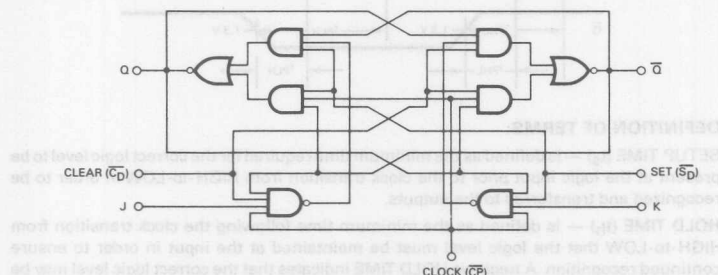 Q Q̅
DEFINITION OF TERMS:
SETUP TIME — is defined as the minimum time required for the correct logic level to be
present at the logic input prior to the clock transition from HIGH-to-LOW in order to be
recognized and transferred to the outputs.
CLEAR (C̅D) SET (S̅D)
J K
HOLD TIME — is defined as the minimum time following the clock transition from
HIGH-to-LOW that the logic level must be maintained at the input in order to ensure
continued recognition. A HOLD TIME indicates that the correct logic level may be
CLOCK (C̅P)